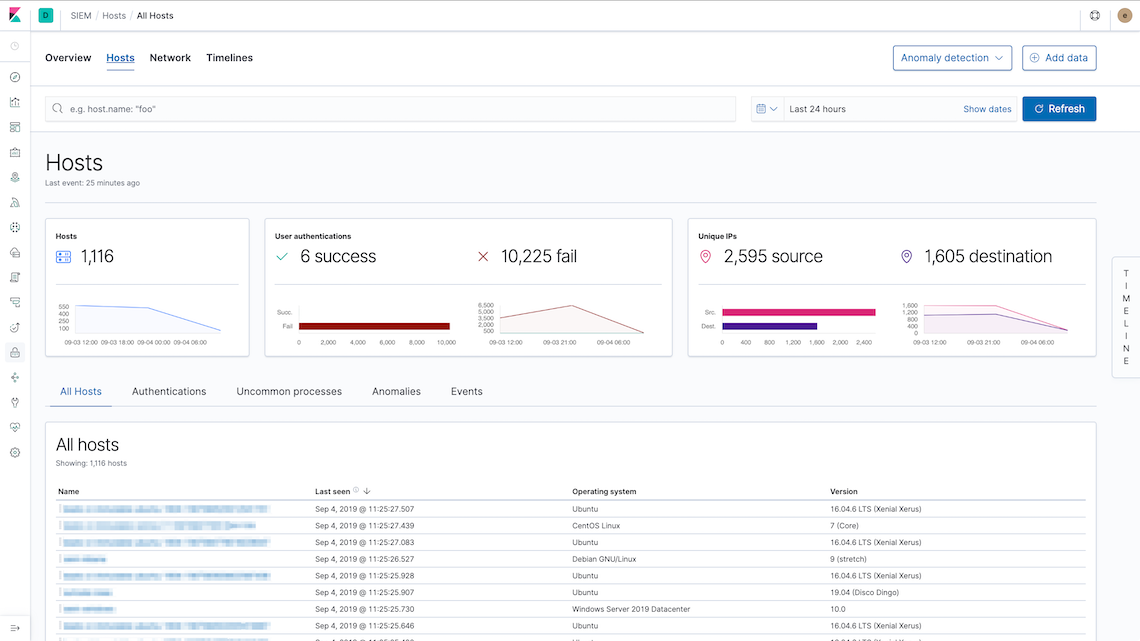 D SIEM / Hosts / All Hosts e
Overview Hosts Network Timelines Anomaly detection Add data
e.g. host.name: "foo" Last 24 hours Show dates Refresh
Hosts
Last event: 25 minutes ago
Hosts
1,116
550
400
250
100
09-03 12:00 09-03 18:00 09-04 00:00 09-04 06:00
User authentications
6 success 10,225 fail
Succ.
Fail
0 2,000 4,000 6,000 8,000 10,000
6,500
5,000
3,500
2,000
500
09-03 12:00 09-03 21:00 09-04 06:00
Unique IPs
2,595 source 1,605 destination
Src.
Dest.
0 400 800 1,200 1,600 2,000 2,400
1,600
1,200
800
400
0
09-03 12:00 09-03 21:00 09-04 06:00
TIMELINE
All Hosts Authentications Uncommon processes Anomalies Events
All hosts
Showing: 1,116 hosts
Name Last seen Operating system Version
Sep 4, 2019 @ 11:25:27.507 Ubuntu 16.04.6 LTS (Xenial Xerus)
Sep 4, 2019 @ 11:25:27.439 CentOS Linux 7 (Core)
Sep 4, 2019 @ 11:25:27.083 Ubuntu 16.04.6 LTS (Xenial Xerus)
Sep 4, 2019 @ 11:25:26.527 Debian GNU/Linux 9 (stretch)
Sep 4, 2019 @ 11:25:25.928 Ubuntu 16.04.6 LTS (Xenial Xerus)
Sep 4, 2019 @ 11:25:25.907 Ubuntu 19.04 (Disco Dingo)
Sep 4, 2019 @ 11:25:25.730 Windows Server 2019 Datacenter 10.0
Sep 4, 2019 @ 11:25:25.646 Ubuntu 16.04.6 LTS (Xenial Xerus)